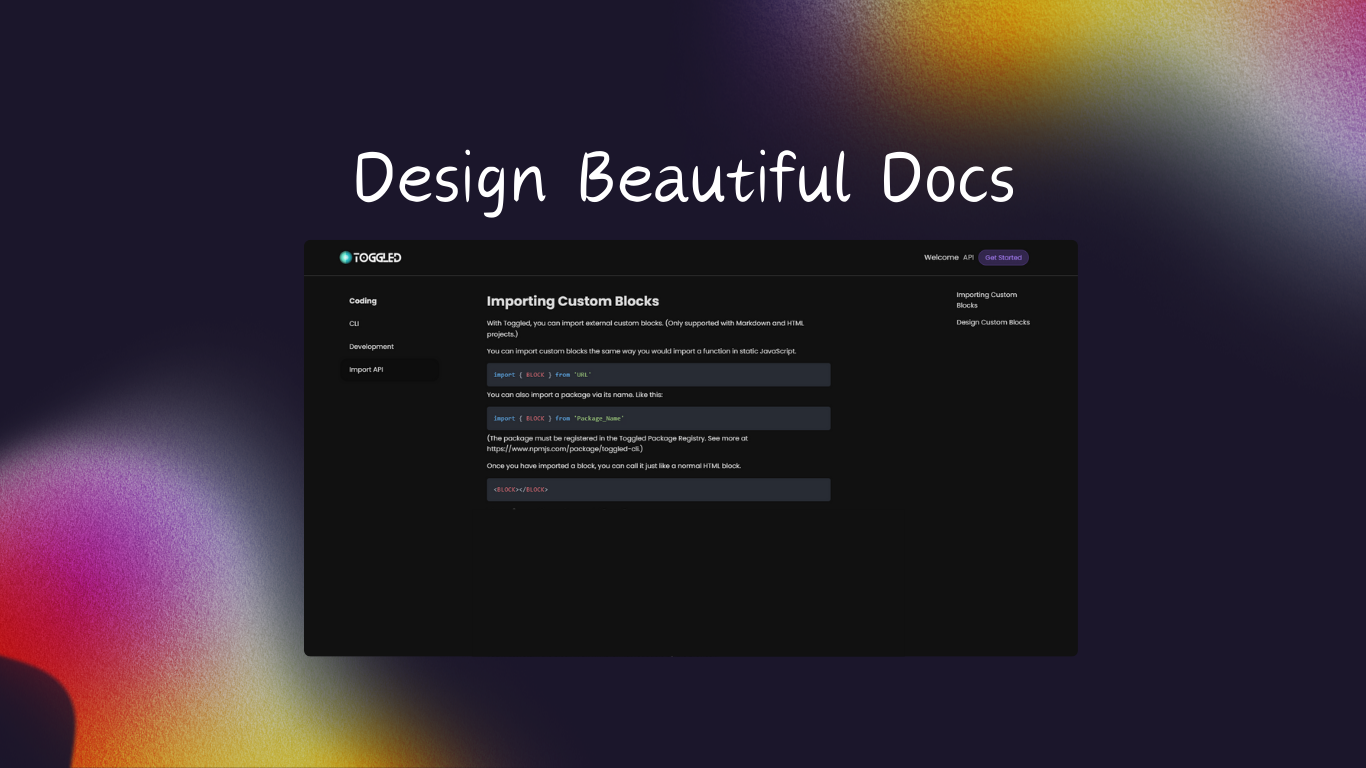 Design Beautiful Docs
TOGGLED
Welcome API Get Started
Coding
CLI
Development
Import API
Importing Custom Blocks
With Toggled, you can import external custom blocks. (Only supported with Markdown and HTML
projects.)
You can import custom blocks the same way you would import a function in static JavaScript.
import { BLOCK } from 'URL'
You can also import a package via its name. Like this:
import { BLOCK } from 'Package_Name'
(The package must be registered in the Toggled Package Registry. See more at
https://www.npmjs.com/package/toggled-cli.)
Once you have imported a block, you can call it just like a normal HTML block.
<BLOCK></BLOCK>
Importing Custom
Blocks
Design Custom Blocks